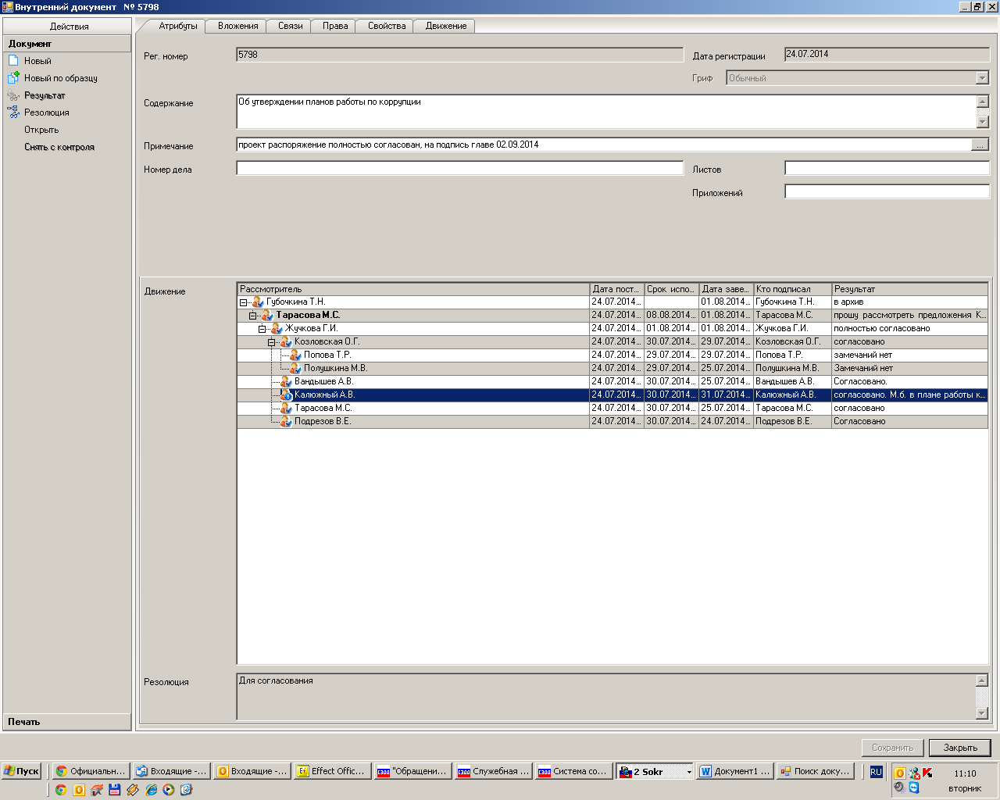 Внутренний документ № 5798
Действия
Документ
Новый
Новый по образцу
Результат
Резолюция
Открыть
Снять с контроля
Печать
Атрибуты Вложения Связи Права Свойства Движение
Рег. номер 5798 Дата регистрации 24.07.2014
Гриф Обычный
Содержание Об утверждении планов работы по коррупции
Примечание проект распоряжение полностью согласован, на подпись главе 02.09.2014 ...
Номер дела Листов
Приложений
Движение
Рассмотритель Дата пост... Срок испо... Дата заве... Кто подписал Результат
Губочкина Т.Н. 24.07.2014... 01.08.2014... Губочкина Т.Н. в архив
Тарасова М.С. 24.07.2014... 08.08.2014... 01.08.2014... Тарасова М.С. прошу рассмотреть предложения К...
Жучкова Г.И. 24.07.2014... 01.08.2014... 01.08.2014... Жучкова Г.И. полностью согласовано
Козловская О.Г. 24.07.2014... 30.07.2014... 29.07.2014... Козловская О.Г. согласовано
Попова Т.Р. 24.07.2014... 29.07.2014... 29.07.2014... Попова Т.Р. замечаний нет
Полушкина М.В. 24.07.2014... 29.07.2014... 25.07.2014... Полушкина М.В. Замечаний нет
Вандышев А.В. 24.07.2014... 30.07.2014... 25.07.2014... Вандышев А.В. Согласовано.
Калюжный А.В. 24.07.2014... 30.07.2014... 31.07.2014... Калюжный А.В. согласовано. М.б. в плане работы к...
Тарасова М.С. 24.07.2014... 30.07.2014... 25.07.2014... Тарасова М.С. согласовано
Подрезов В.Е. 24.07.2014... 30.07.2014... 24.07.2014... Подрезов В.Е. Согласовано
Резолюция Для согласования
Сохранить Закрыть
Пуск Официальн... Входящие -... Входящие -... Effect Offic... "Обращени... Служебная ... Система со... 2 Sokr Документ1 ... Поиск доку... RU 11:10
вторник